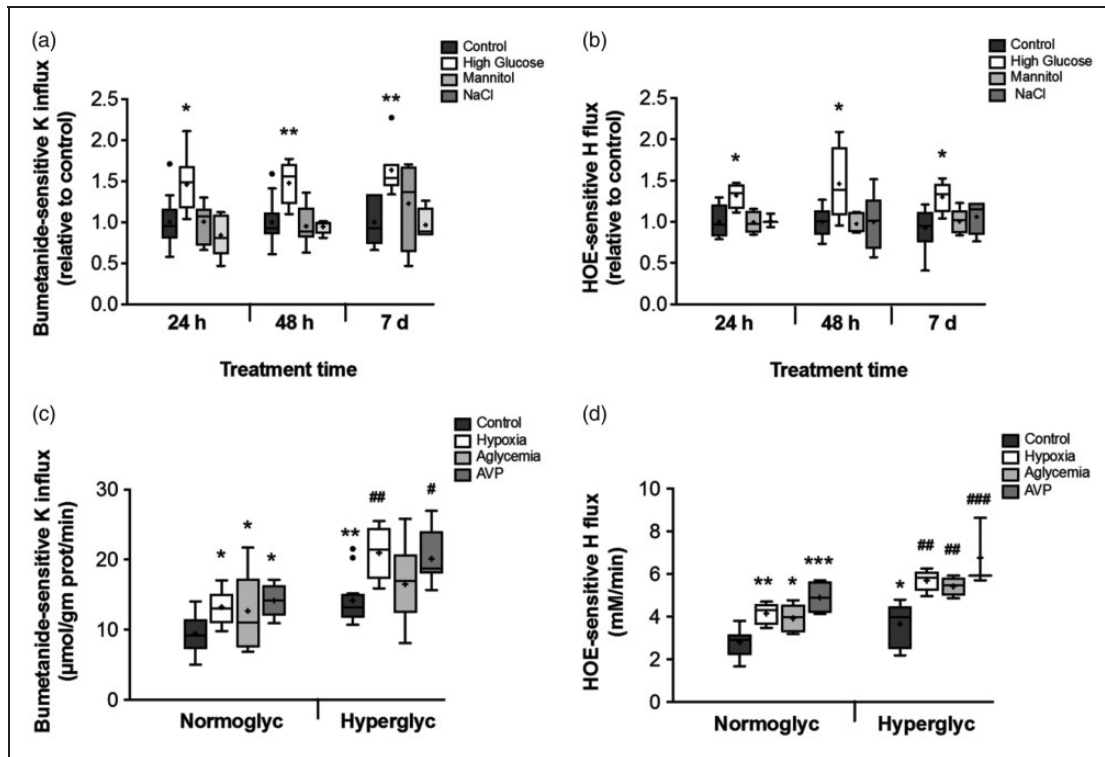 (a)
Control
High Glucose
Mannitol
NaCl
Bumetanide-sensitive K influx
(relative to control)
2.5
2.0
1.5
1.0
0.5
0.0
*
**
**
24 h
48 h
7 d
Treatment time
(b)
Control
High Glucose
Mannitol
NaCl
HOE-sensitive H flux
(relative to control)
2.5
2.0
1.5
1.0
0.5
0.0
*
*
*
24 h
48 h
7 d
Treatment time
(c)
Control
Hypoxia
Aglycemia
AVP
Bumetanide-sensitive K influx
(μmol/gm prot/min)
30
20
10
0
*
*
*
**
##
#
Normoglyc
Hyperglyc
(d)
Control
Hypoxia
Aglycemia
AVP
HOE-sensitive H flux
(mM/min)
10
8
6
4
2
0
**
*
***
*
##
##
###
Normoglyc
Hyperglyc